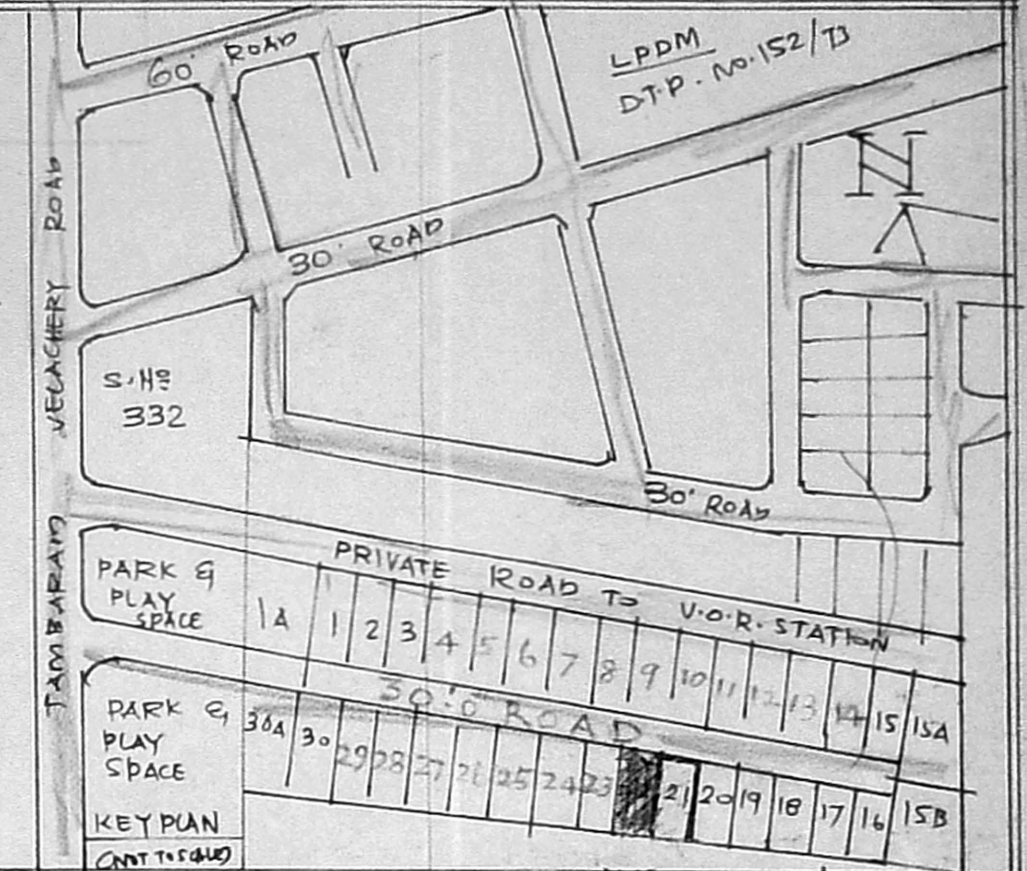 60' ROAD
LPDM
D.T.P. NO. 152/73
N
30' ROAD
TAMBARAM VELACHERY ROAD
S.No
332
30' ROAD
PRIVATE ROAD TO V.O.R. STATION
PARK &
PLAY
SPACE
1A 1 2 3 4 5 6 7 8 9 10 11 12 13 14 15 15A
30'.0 ROAD
PARK &
PLAY
SPACE
30A 30 29 28 27 26 25 24 23 21 20 19 18 17 16 15B
KEY PLAN
(NOT TO SCALE)